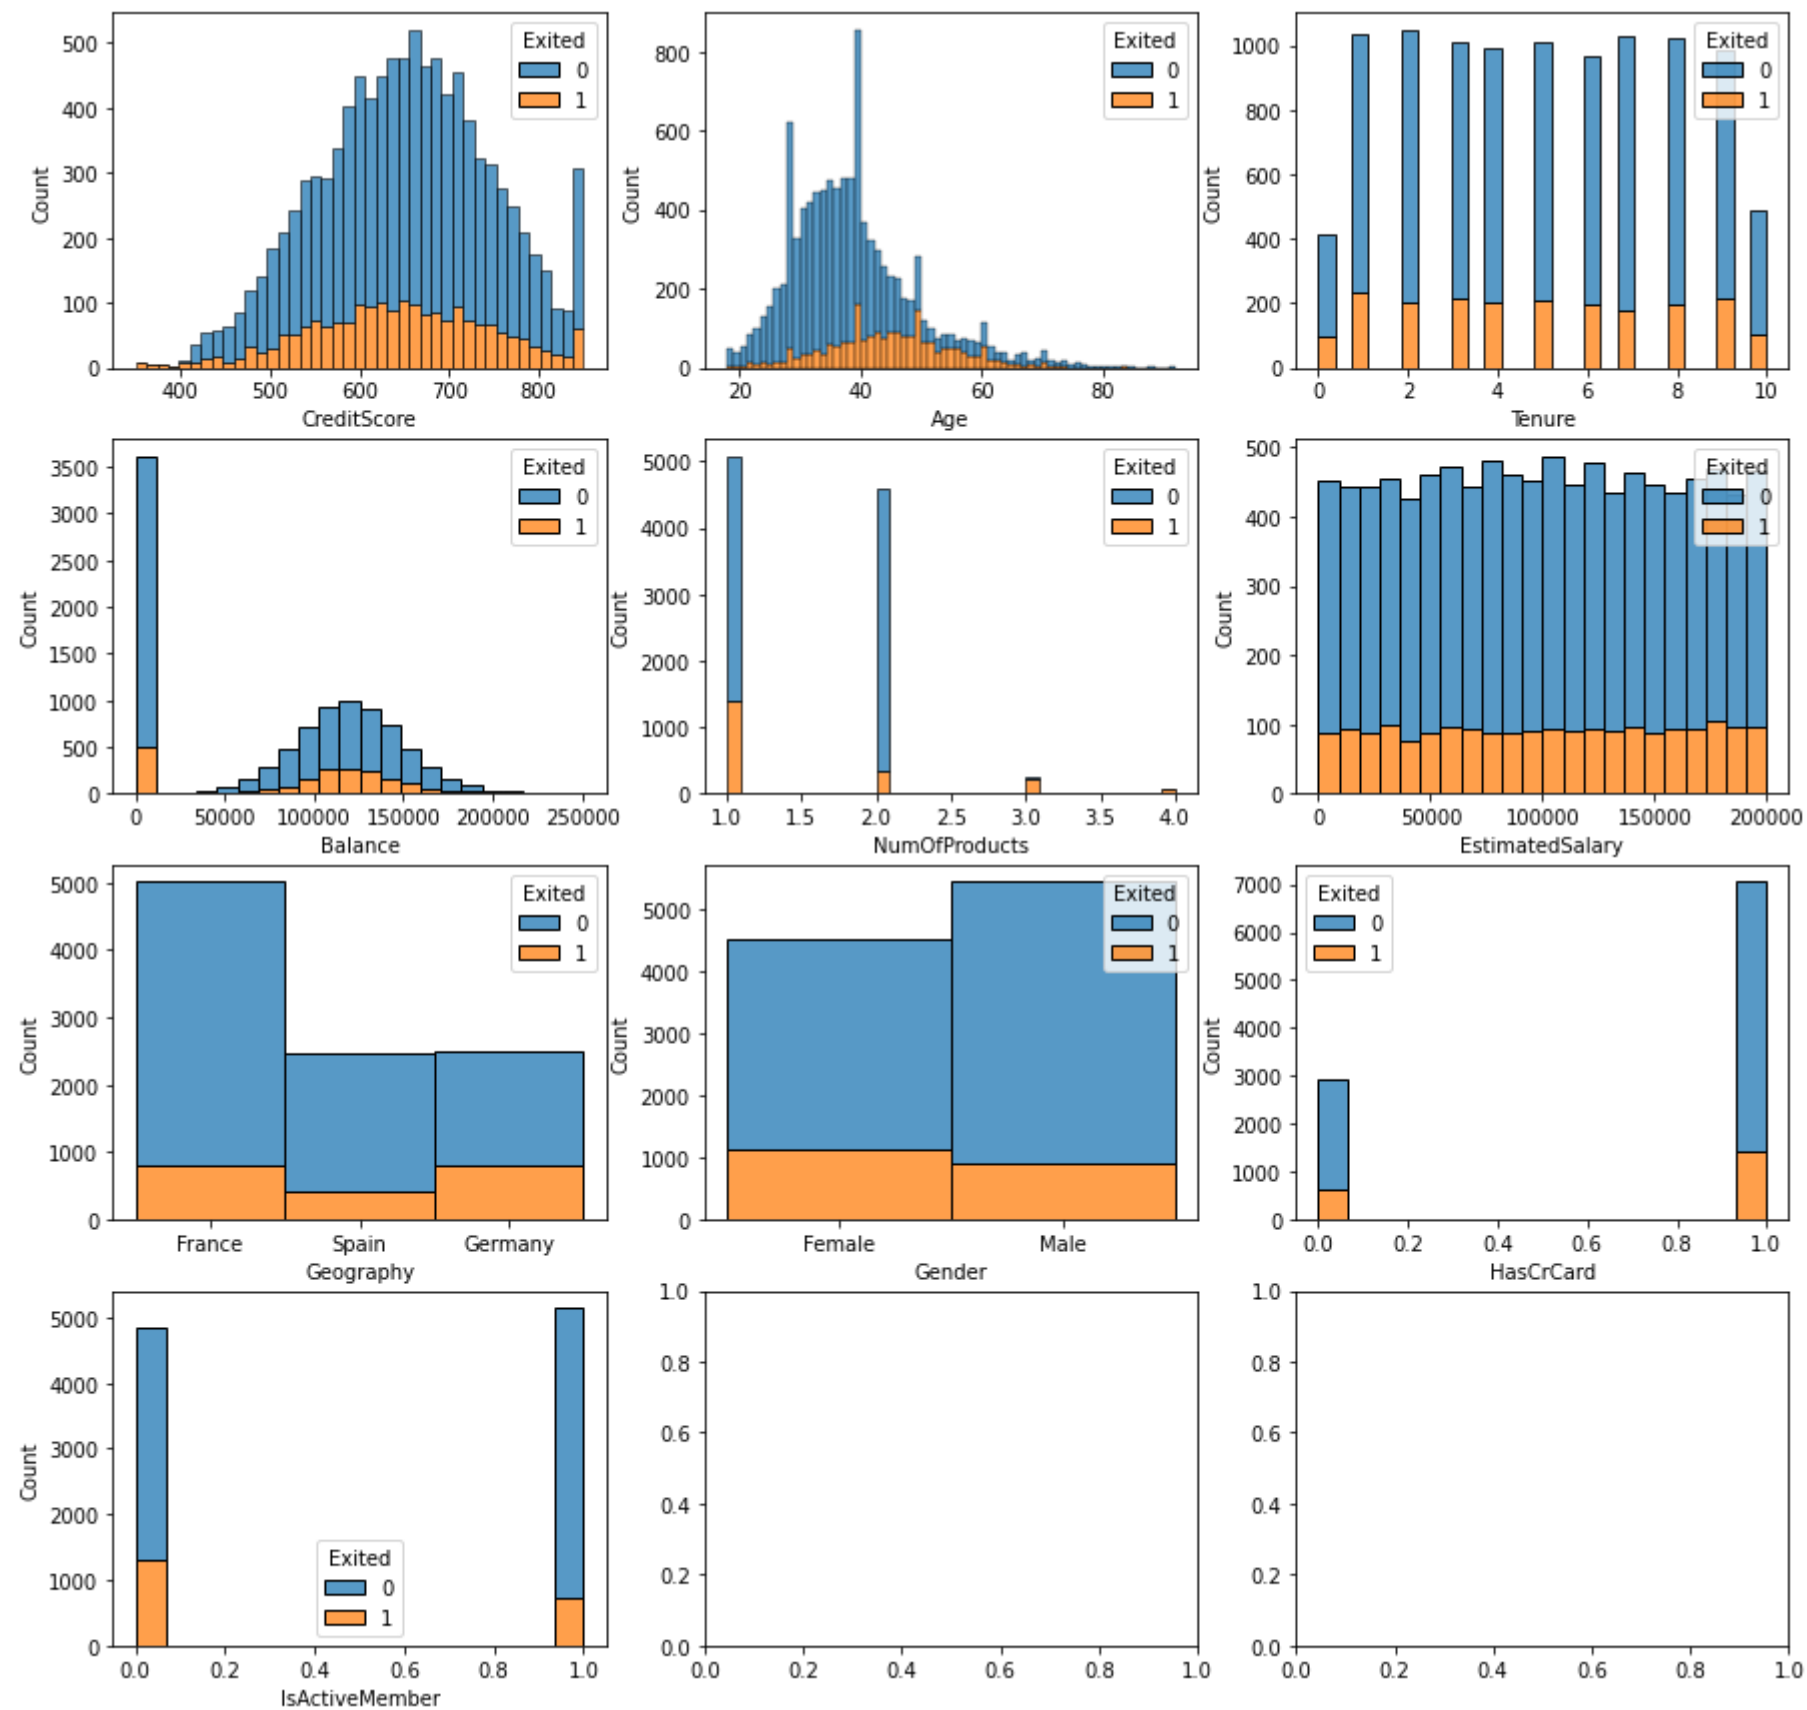 Exited
0
1
500
400
300
200
100
0
Count
400 500 600 700 800
CreditScore
Exited
0
1
800
600
400
200
0
Count
20 40 60 80
Age
Exited
0
1
1000
800
600
400
200
0
Count
0 2 4 6 8 10
Tenure
Exited
0
1
3500
3000
2500
2000
1500
1000
500
0
Count
0 50000 100000 150000 200000 250000
Balance
Exited
0
1
5000
4000
3000
2000
1000
0
Count
1.0 1.5 2.0 2.5 3.0 3.5 4.0
NumOfProducts
Exited
0
1
500
400
300
200
100
0
Count
0 50000 100000 150000 200000
EstimatedSalary
Exited
0
1
5000
4000
3000
2000
1000
0
Count
France Spain Germany
Geography
Exited
0
1
5000
4000
3000
2000
1000
0
Count
Female Male
Gender
Exited
0
1
7000
6000
5000
4000
3000
2000
1000
0
Count
0.0 0.2 0.4 0.6 0.8 1.0
HasCrCard
5000
4000
3000
2000
1000
0
Count
Exited
0
1
0.0 0.2 0.4 0.6 0.8 1.0
IsActiveMember
1.0
0.8
0.6
0.4
0.2
0.0
0.0 0.2 0.4 0.6 0.8 1.0
1.0
0.8
0.6
0.4
0.2
0.0
0.0 0.2 0.4 0.6 0.8 1.0